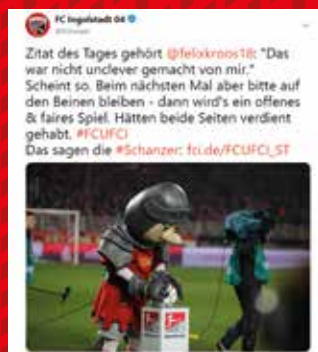 FC Ingolstadt 04
Zitat des Tages gehört @felixkroos18: "Das
war nicht unclever gemacht von mir."
Scheint so. Beim nächsten Mal aber bitte auf
den Beinen bleiben - dann wird's ein offenes
& faires Spiel. Hätten beide Seiten verdient
gehabt. #FCUFCI
Das sagen die #Schanzer: fci.de/FCUFCI_ST